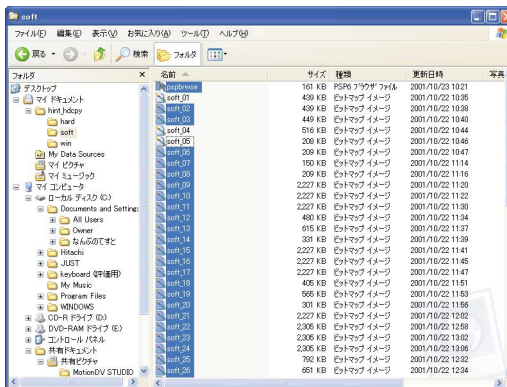 soft
ファイル(F) 編集(E) 表示(V) お気に入り(A) ツール(T) ヘルプ(H)
戻る 検索 フォルダ
フォルダ
デスクトップ
マイ ドキュメント
hint_hdcpy
hard
soft
win
My Data Sources
マイ ピクチャ
マイ ミュージック
マイ コンピュータ
ローカル ディスク (C:)
Documents and Settings
All Users
Owner
なんぶのてすと
Hitachi
JUST
keyboard (評価用)
My Music
Program Files
WINDOWS
CD-R ドライブ (D:)
DVD-RAM ドライブ (E:)
コントロール パネル
共有ドキュメント
共有ピクチャ
MotionDV STUDIO
名前 サイズ 種類 更新日時 写真
pspbrwse 161 KB PSP6 ブラウザ ファイル 2001/10/23 10:21
soft_01 439 KB ビットマップ イメージ 2001/10/22 10:35
soft_02 439 KB ビットマップ イメージ 2001/10/22 10:38
soft_03 449 KB ビットマップ イメージ 2001/10/22 10:40
soft_04 516 KB ビットマップ イメージ 2001/10/22 10:44
soft_05 208 KB ビットマップ イメージ 2001/10/22 10:46
soft_06 209 KB ビットマップ イメージ 2001/10/22 10:47
soft_07 150 KB ビットマップ イメージ 2001/10/22 11:14
soft_08 209 KB ビットマップ イメージ 2001/10/22 11:16
soft_09 2,227 KB ビットマップ イメージ 2001/10/22 11:20
soft_10 2,227 KB ビットマップ イメージ 2001/10/22 11:22
soft_11 2,227 KB ビットマップ イメージ 2001/10/22 11:30
soft_12 480 KB ビットマップ イメージ 2001/10/22 11:34
soft_13 615 KB ビットマップ イメージ 2001/10/22 11:37
soft_14 331 KB ビットマップ イメージ 2001/10/22 11:39
soft_15 2,227 KB ビットマップ イメージ 2001/10/22 11:41
soft_16 2,227 KB ビットマップ イメージ 2001/10/22 11:45
soft_17 2,227 KB ビットマップ イメージ 2001/10/22 11:47
soft_18 405 KB ビットマップ イメージ 2001/10/22 11:51
soft_19 565 KB ビットマップ イメージ 2001/10/22 11:53
soft_20 301 KB ビットマップ イメージ 2001/10/22 11:56
soft_21 2,227 KB ビットマップ イメージ 2001/10/22 12:02
soft_22 2,305 KB ビットマップ イメージ 2001/10/22 12:58
soft_23 2,305 KB ビットマップ イメージ 2001/10/22 13:02
soft_24 2,305 KB ビットマップ イメージ 2001/10/22 13:06
soft_25 792 KB ビットマップ イメージ 2001/10/22 12:32
soft_26 651 KB ビットマップ イメージ 2001/10/22 12:34